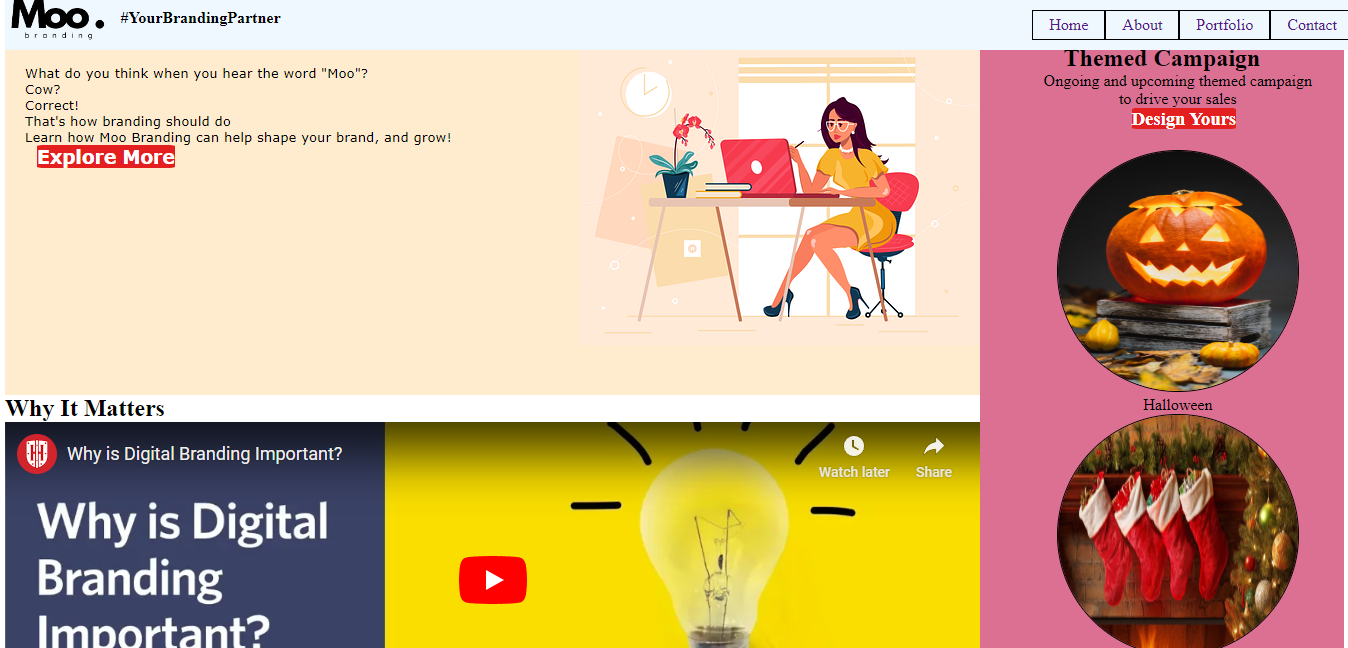 Moo.
branding
#YourBrandingPartner
Home
About
Portfolio
Contact
What do you think when you hear the word "Moo"?
Cow?
Correct!
That's how branding should do
Learn how Moo Branding can help shape your brand, and grow!
Explore More
Themed Campaign
Ongoing and upcoming themed campaign
to drive your sales
Design Yours
Halloween
Why It Matters
Why is Digital Branding Important?
Watch later
Share
Why is Digital
Branding
Important?